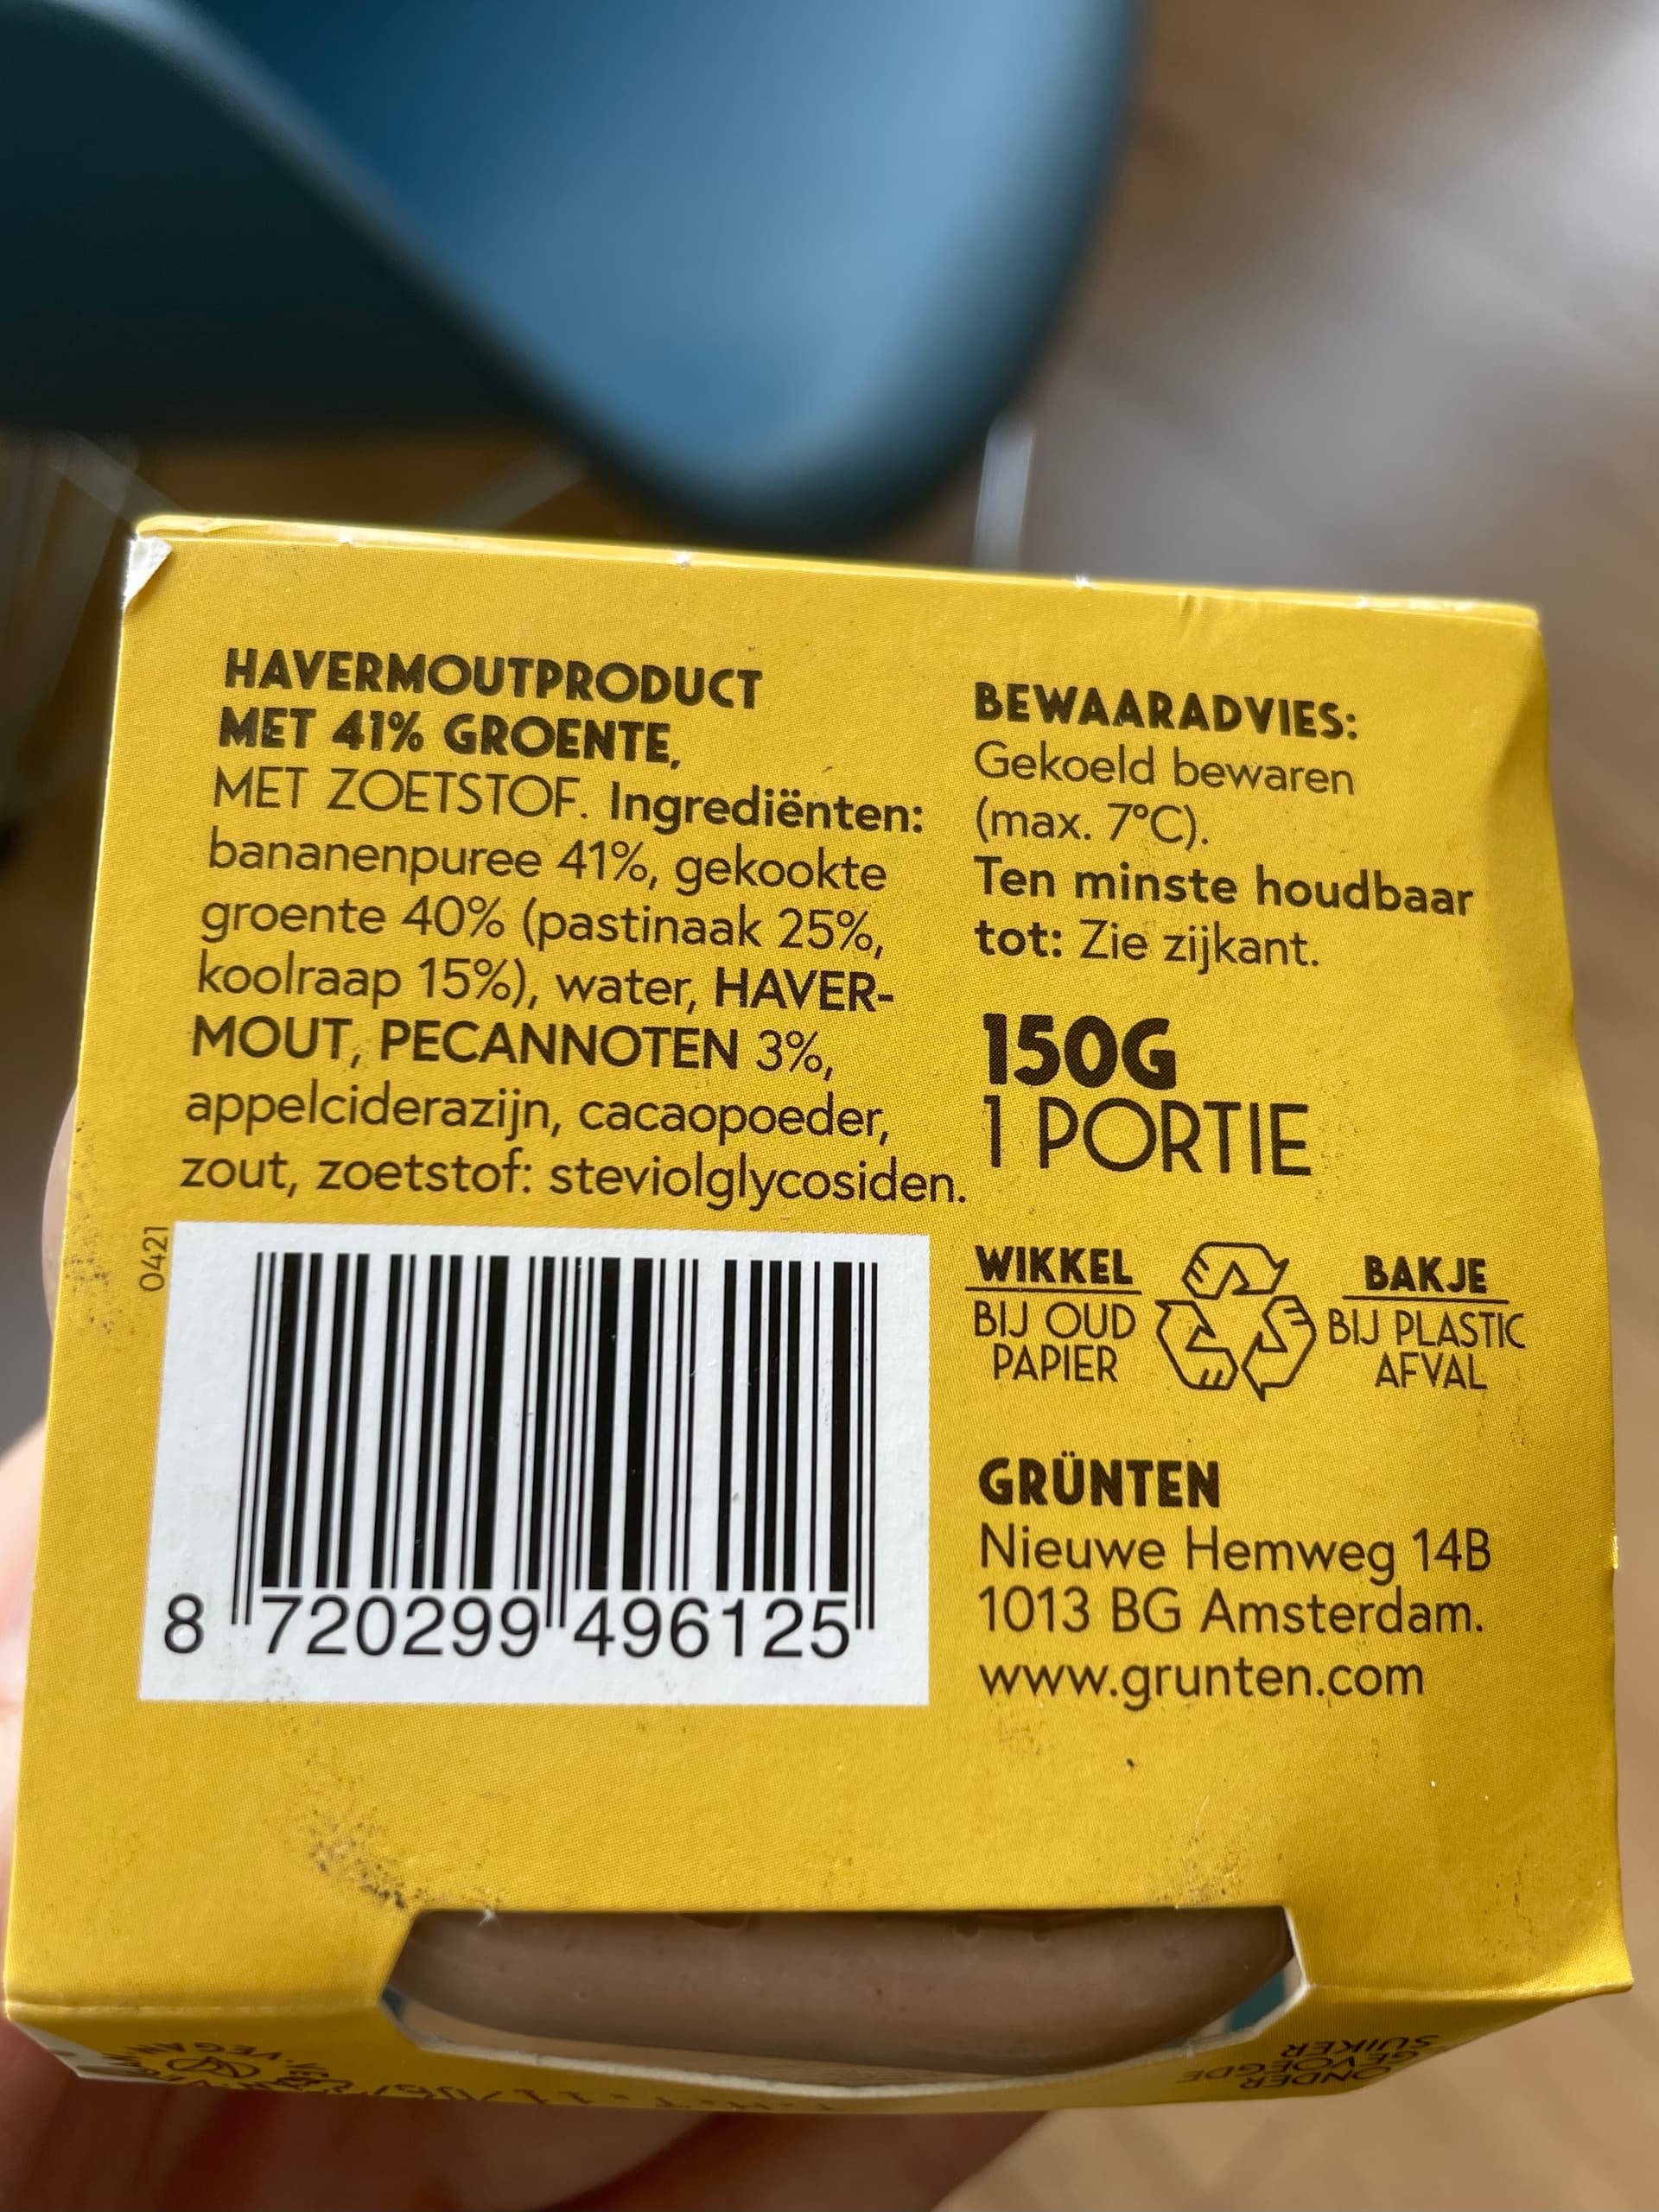 HAVERMOUTPRODUCT
MET 41% GROENTE,
MET ZOETSTOF. Ingrediënten:
bananenpuree 41%, gekookte
groente 40% (pastinaak 25%,
koolraap 15%), water, HAVER-
MOUT, PECANNOTEN 3%,
appelciderazijn, cacaopoeder,
zout, zoetstof: steviolglycosiden.
0421
8 720299 496125
BEWAARADVIES:
Gekoeld bewaren
(max. 7°C).
Ten minste houdbaar
tot: Zie zijkant.
150G
1 PORTIE
WIKKEL
BIJ OUD
PAPIER
BAKJE
BIJ PLASTIC
AFVAL
GRÜNTEN
Nieuwe Hemweg 14B
1013 BG Amsterdam.
www.grunten.com
VEGAN
GEVOEGDE
SUIKER